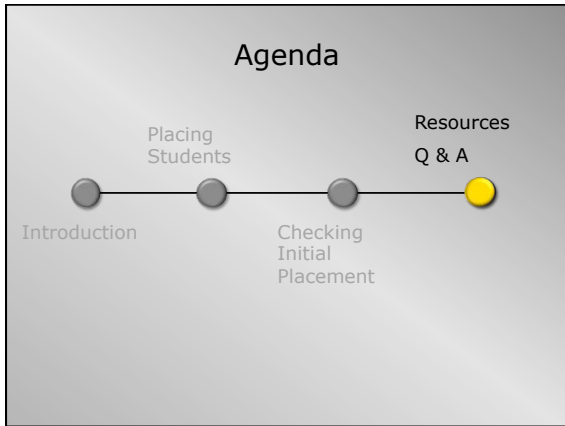 Agenda
Introduction
Placing
Students
Checking
Initial
Placement
Resources
Q & A